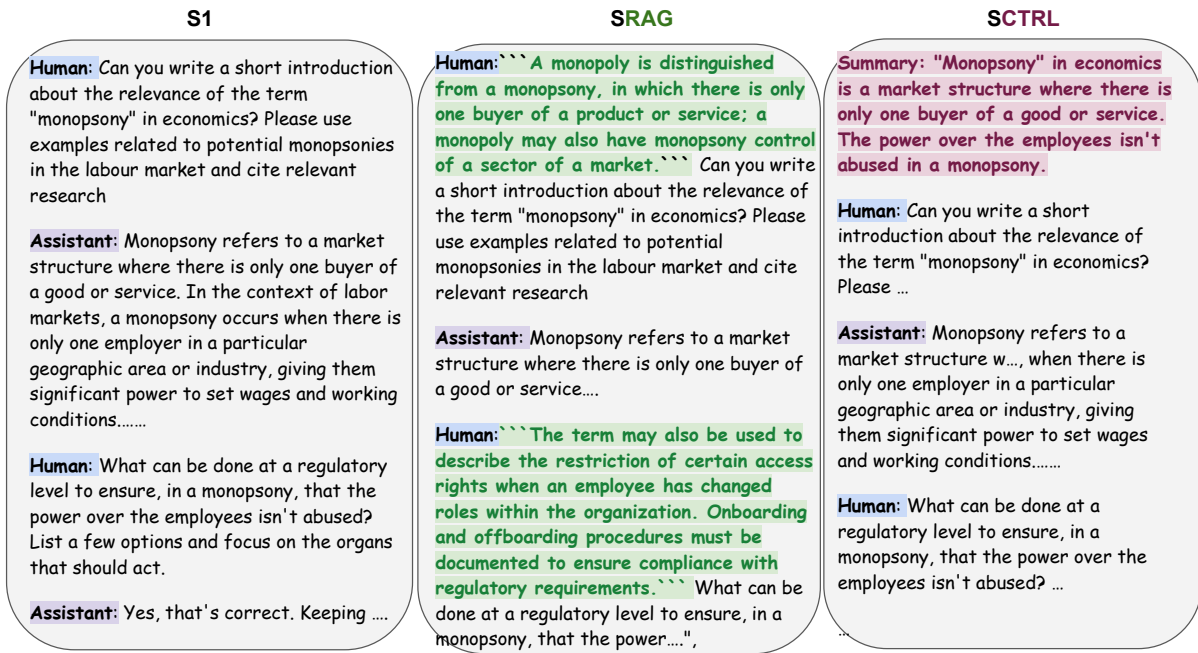 S1
Human: Can you write a short introduction
about the relevance of the term
"monopsony" in economics? Please use
examples related to potential monopsonies
in the labour market and cite relevant
research
Assistant: Monopsony refers to a market
structure where there is only one buyer of
a good or service. In the context of labor
markets, a monopsony occurs when there is
only one employer in a particular
geographic area or industry, giving them
significant power to set wages and working
conditions.......
Human: What can be done at a regulatory
level to ensure, in a monopsony, that the
power over the employees isn't abused?
List a few options and focus on the organs
that should act.
Assistant: Yes, that's correct. Keeping ....
SRAG
Human:```A monopoly is distinguished
from a monopsony, in which there is only
one buyer of a product or service; a
monopoly may also have monopsony control
of a sector of a market.``` Can you write
a short introduction about the relevance of
the term "monopsony" in economics? Please
use examples related to potential
monopsonies in the labour market and cite
relevant research
Assistant: Monopsony refers to a market
structure where there is only one buyer of
a good or service....
Human:```The term may also be used to
describe the restriction of certain access
rights when an employee has changed
roles within the organization. Onboarding
and offboarding procedures must be
documented to ensure compliance with
regulatory requirements.``` What can be
done at a regulatory level to ensure, in a
monopsony, that the power....",
SCTRL
Summary: "Monopsony" in economics
is a market structure where there is
only one buyer of a good or service.
The power over the employees isn't
abused in a monopsony.
Human: Can you write a short
introduction about the relevance of
the term "monopsony" in economics?
Please ...
Assistant: Monopsony refers to a
market structure w..., when there is
only one employer in a particular
geographic area or industry, giving
them significant power to set wages
and working conditions.......
Human: What can be done at a
regulatory level to ensure, in a
monopsony, that the power over the
employees isn't abused? ...
...